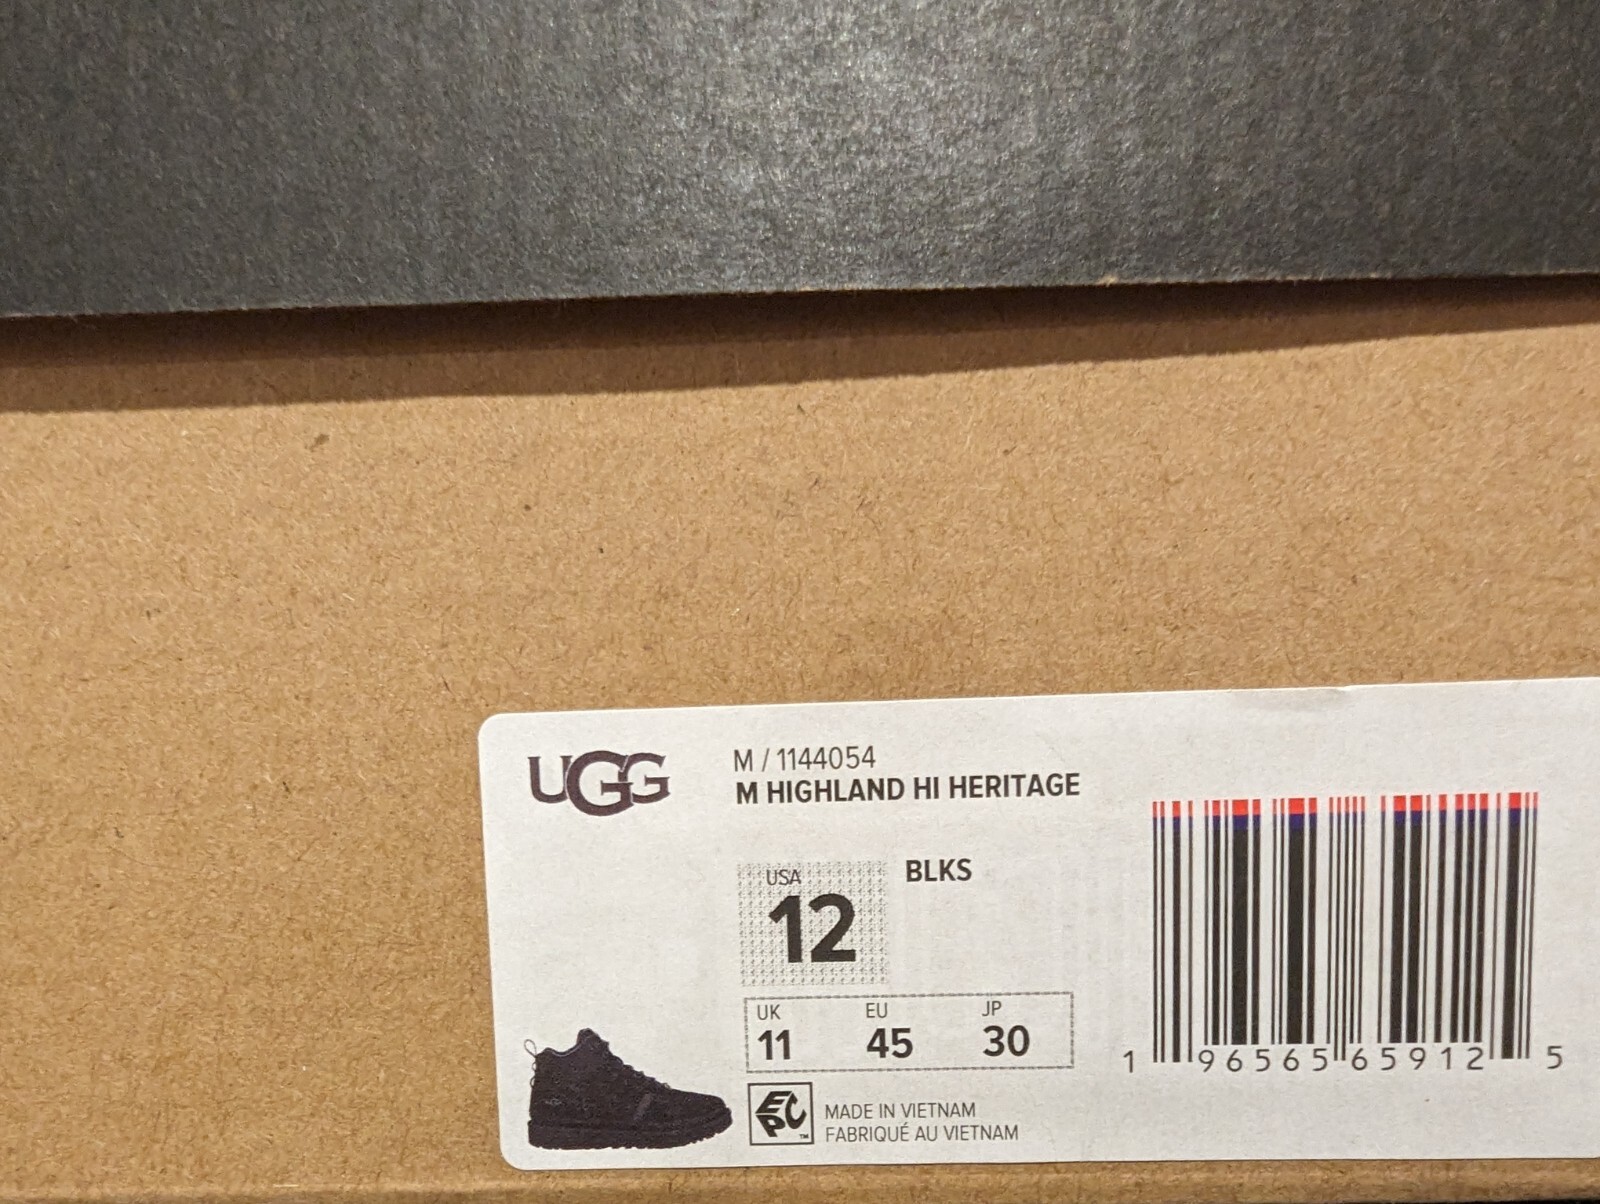 UGG
M / 1144054
M HIGHLAND HI HERITAGE
USA
12
BLKS
UK EU JP
11 45 30
EPC™
MADE IN VIETNAM
FABRIQUÉ AU VIETNAM
1 96565 65912 5